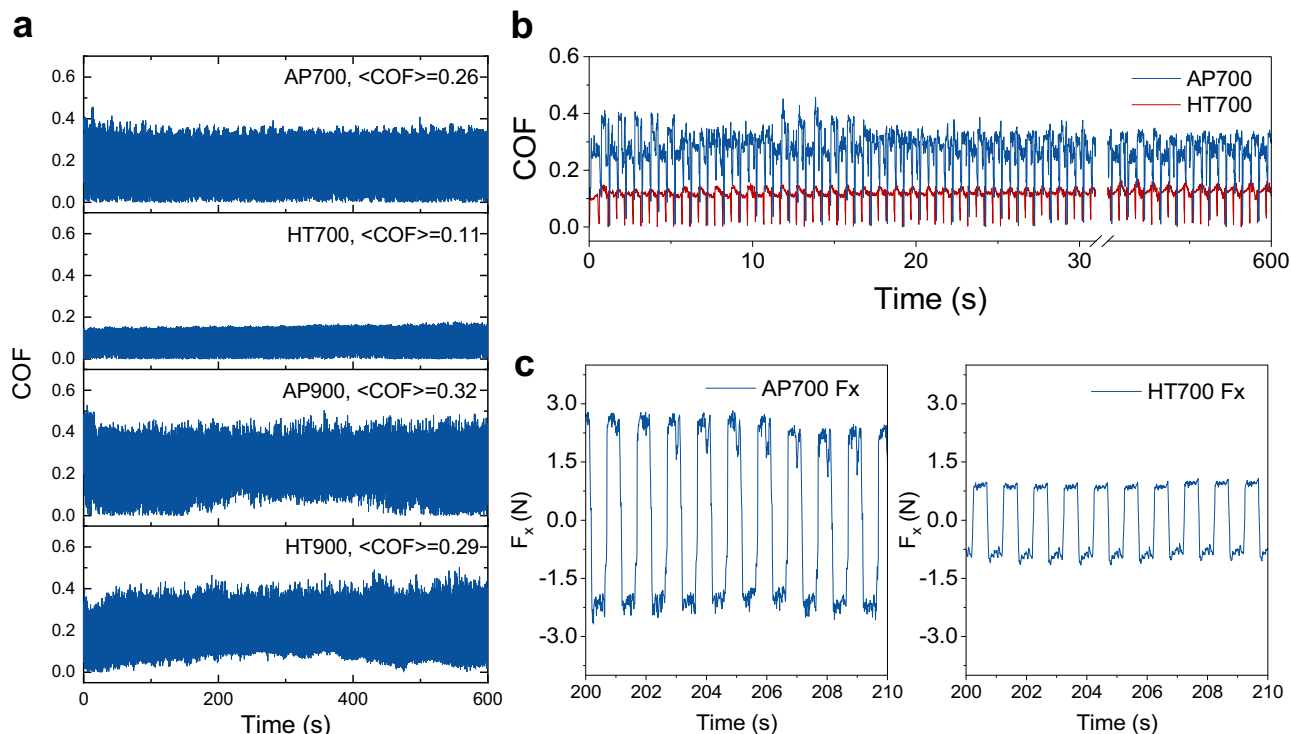 a
AP700, <COF>=0.26
0.6
0.4
0.2
0.0
HT700, <COF>=0.11
0.6
0.4
0.2
0.0
AP900, <COF>=0.32
0.6
0.4
0.2
0.0
HT900, <COF>=0.29
0.6
0.4
0.2
0.0
COF
0 200 400 600
Time (s)
b
AP700
HT700
0.6
0.4
0.2
0.0
COF
0 10 20 30 600
Time (s)
c
AP700 Fx
3.0
1.5
0.0
-1.5
-3.0
Fₓ (N)
200 202 204 206 208 210
Time (s)
HT700 Fx
3.0
1.5
0.0
-1.5
-3.0
Fₓ (N)
200 202 204 206 208 210
Time (s)